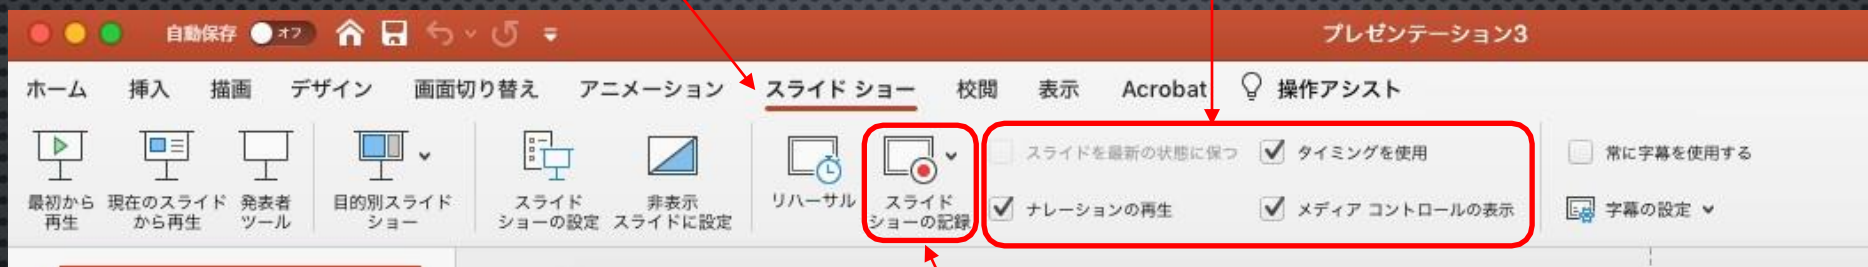 自動保存 オフ
プレゼンテーション3
ホーム 挿入 描画 デザイン 画面切り替え アニメーション スライド ショー 校閲 表示 Acrobat 操作アシスト
最初から
再生
現在のスライド
から再生
発表者
ツール
目的別スライド
ショー
スライド
ショーの設定
非表示
スライドに設定
リハーサル
スライド
ショーの記録
スライドを最新の状態に保つ
タイミングを使用
ナレーションの再生
メディア コントロールの表示
常に字幕を使用する
字幕の設定